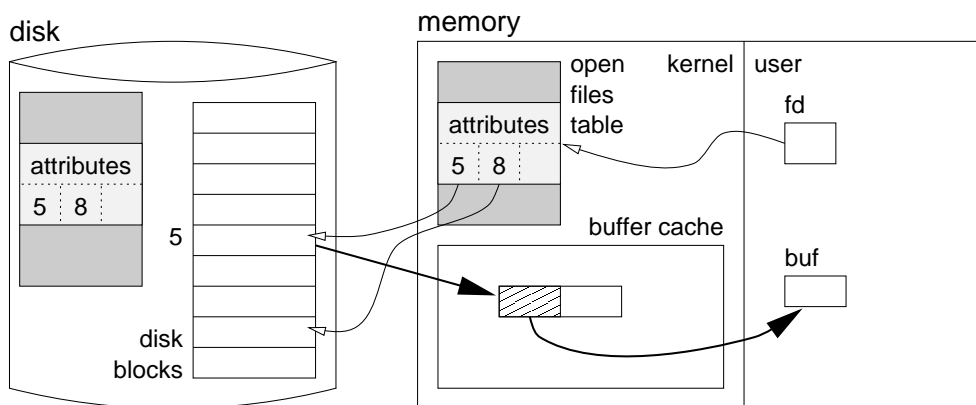 disk
memory
open
files
table
kernel
user
fd
attributes
5 8
attributes
5 8
5
buffer cache
buf
disk
blocks